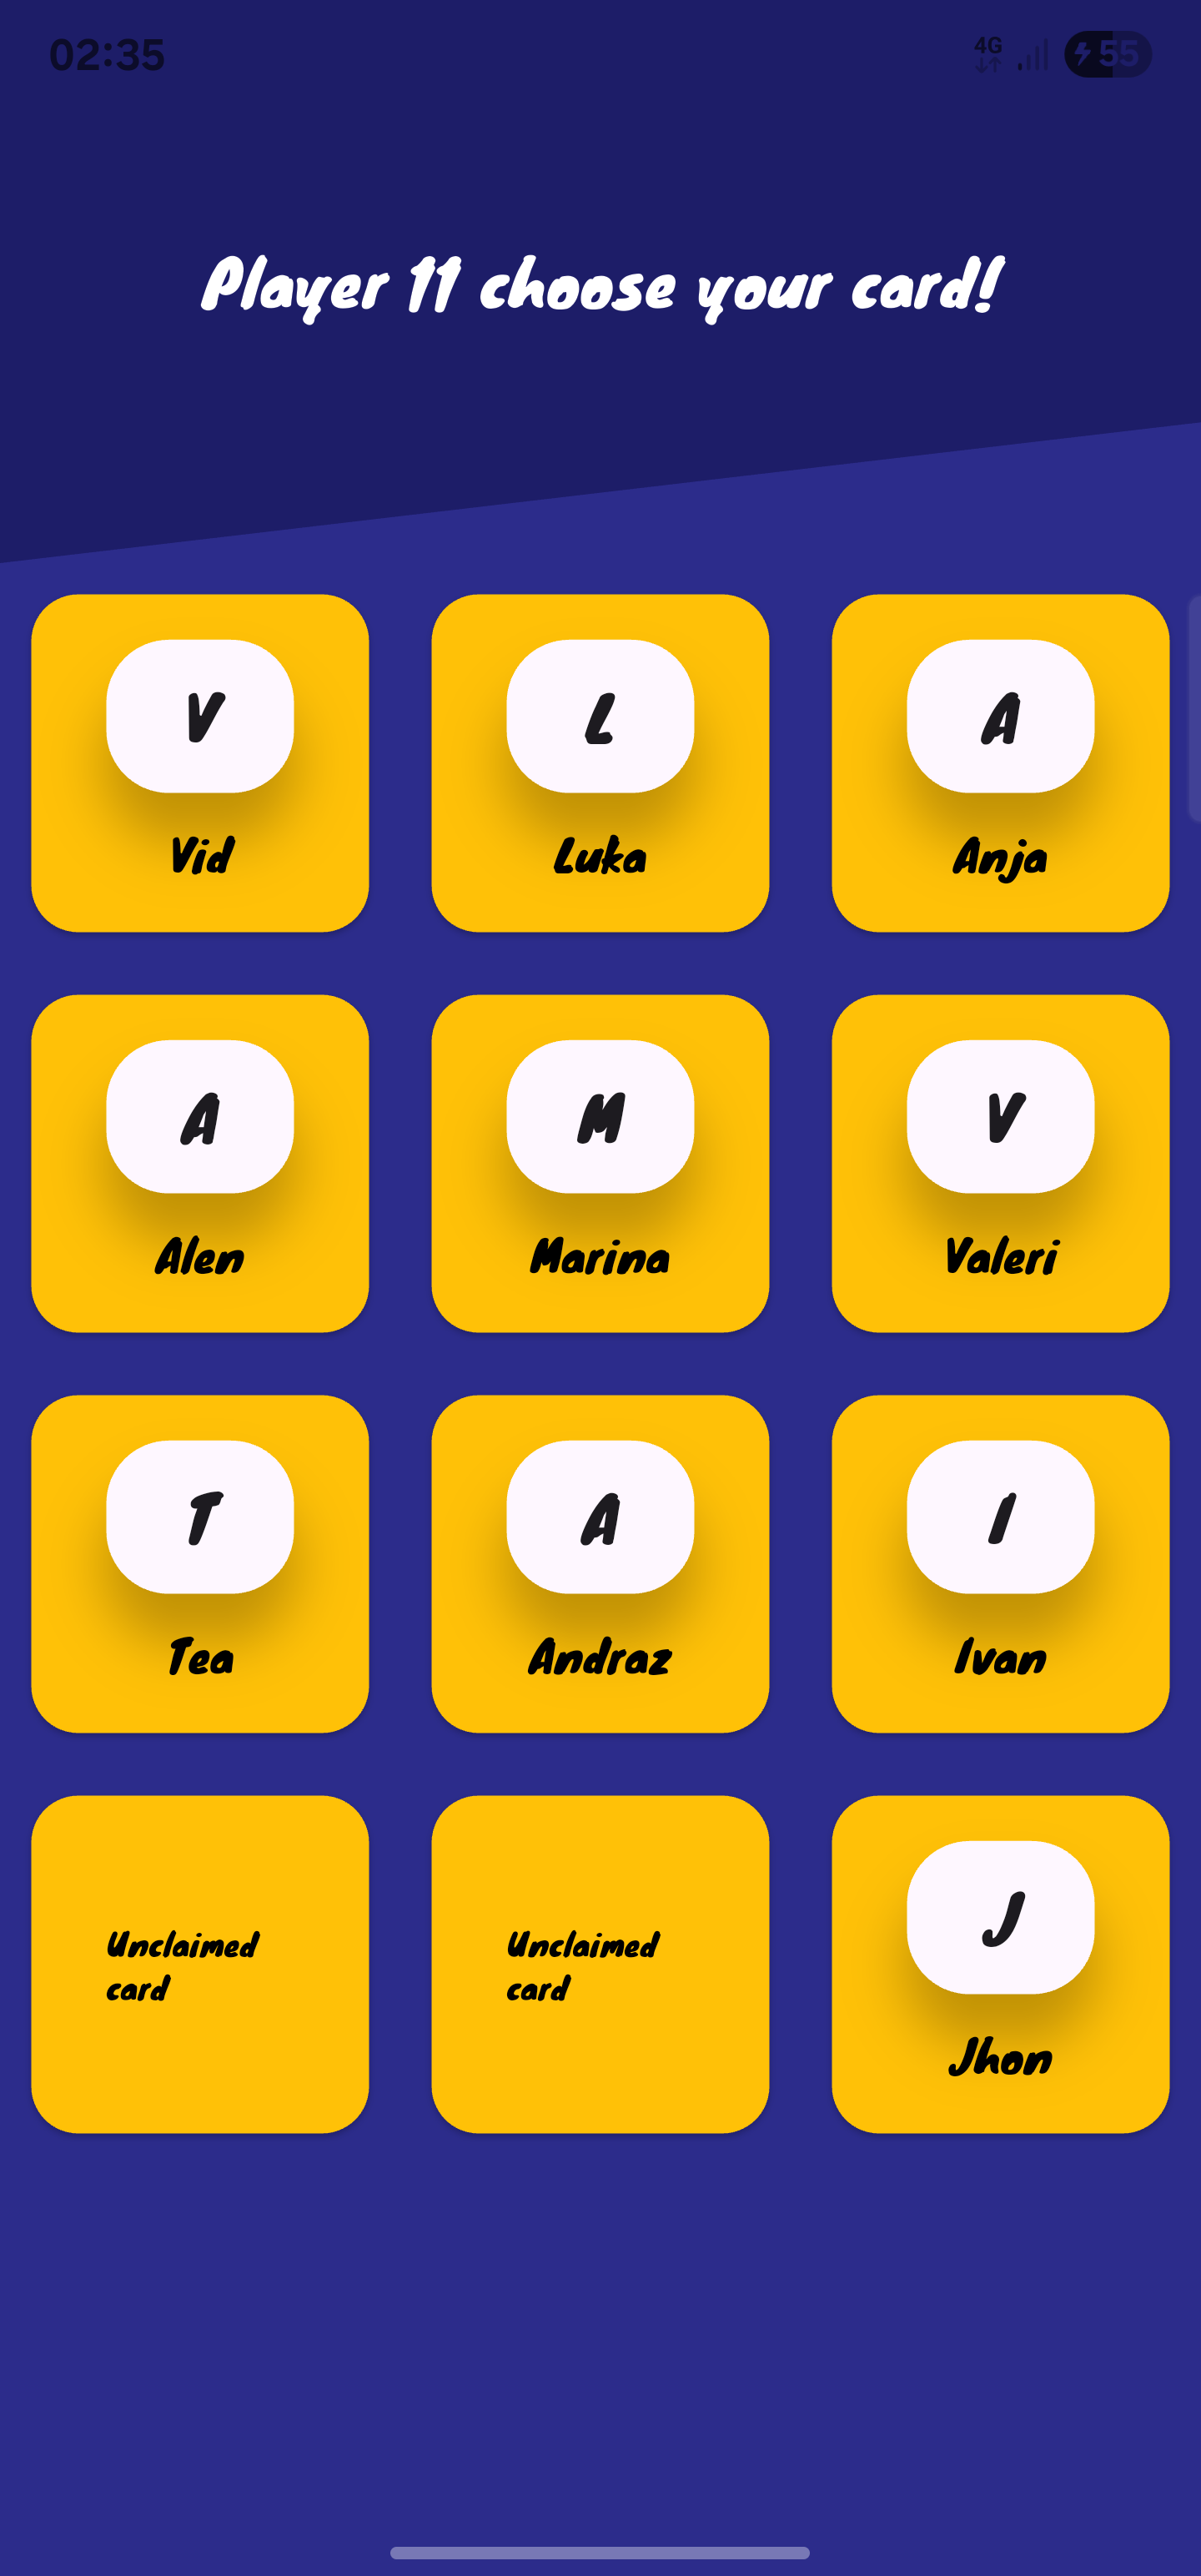 02:35
4G
55
Player 11 choose your card!
V
L
A
Vid
Luka
Anja
A
M
V
Alen
Marina
Valeri
T
A
I
Tea
Andraz
Ivan
Unclaimed
card
Unclaimed
card
J
Jhon